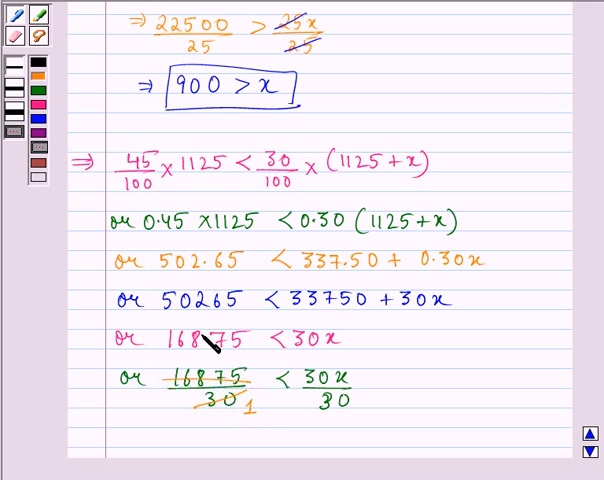 ⇒ 22500/25 > 25x/25
⇒ 900 > x
⇒ 45/100 × 1125 < 30/100 × (1125 + x)
or 0.45 × 1125 < 0.30 (1125 + x)
or 502.65 < 337.50 + 0.30x
or 50265 < 33750 + 30x
or 16875 < 30x
or 16875/30 1 < 30x/30